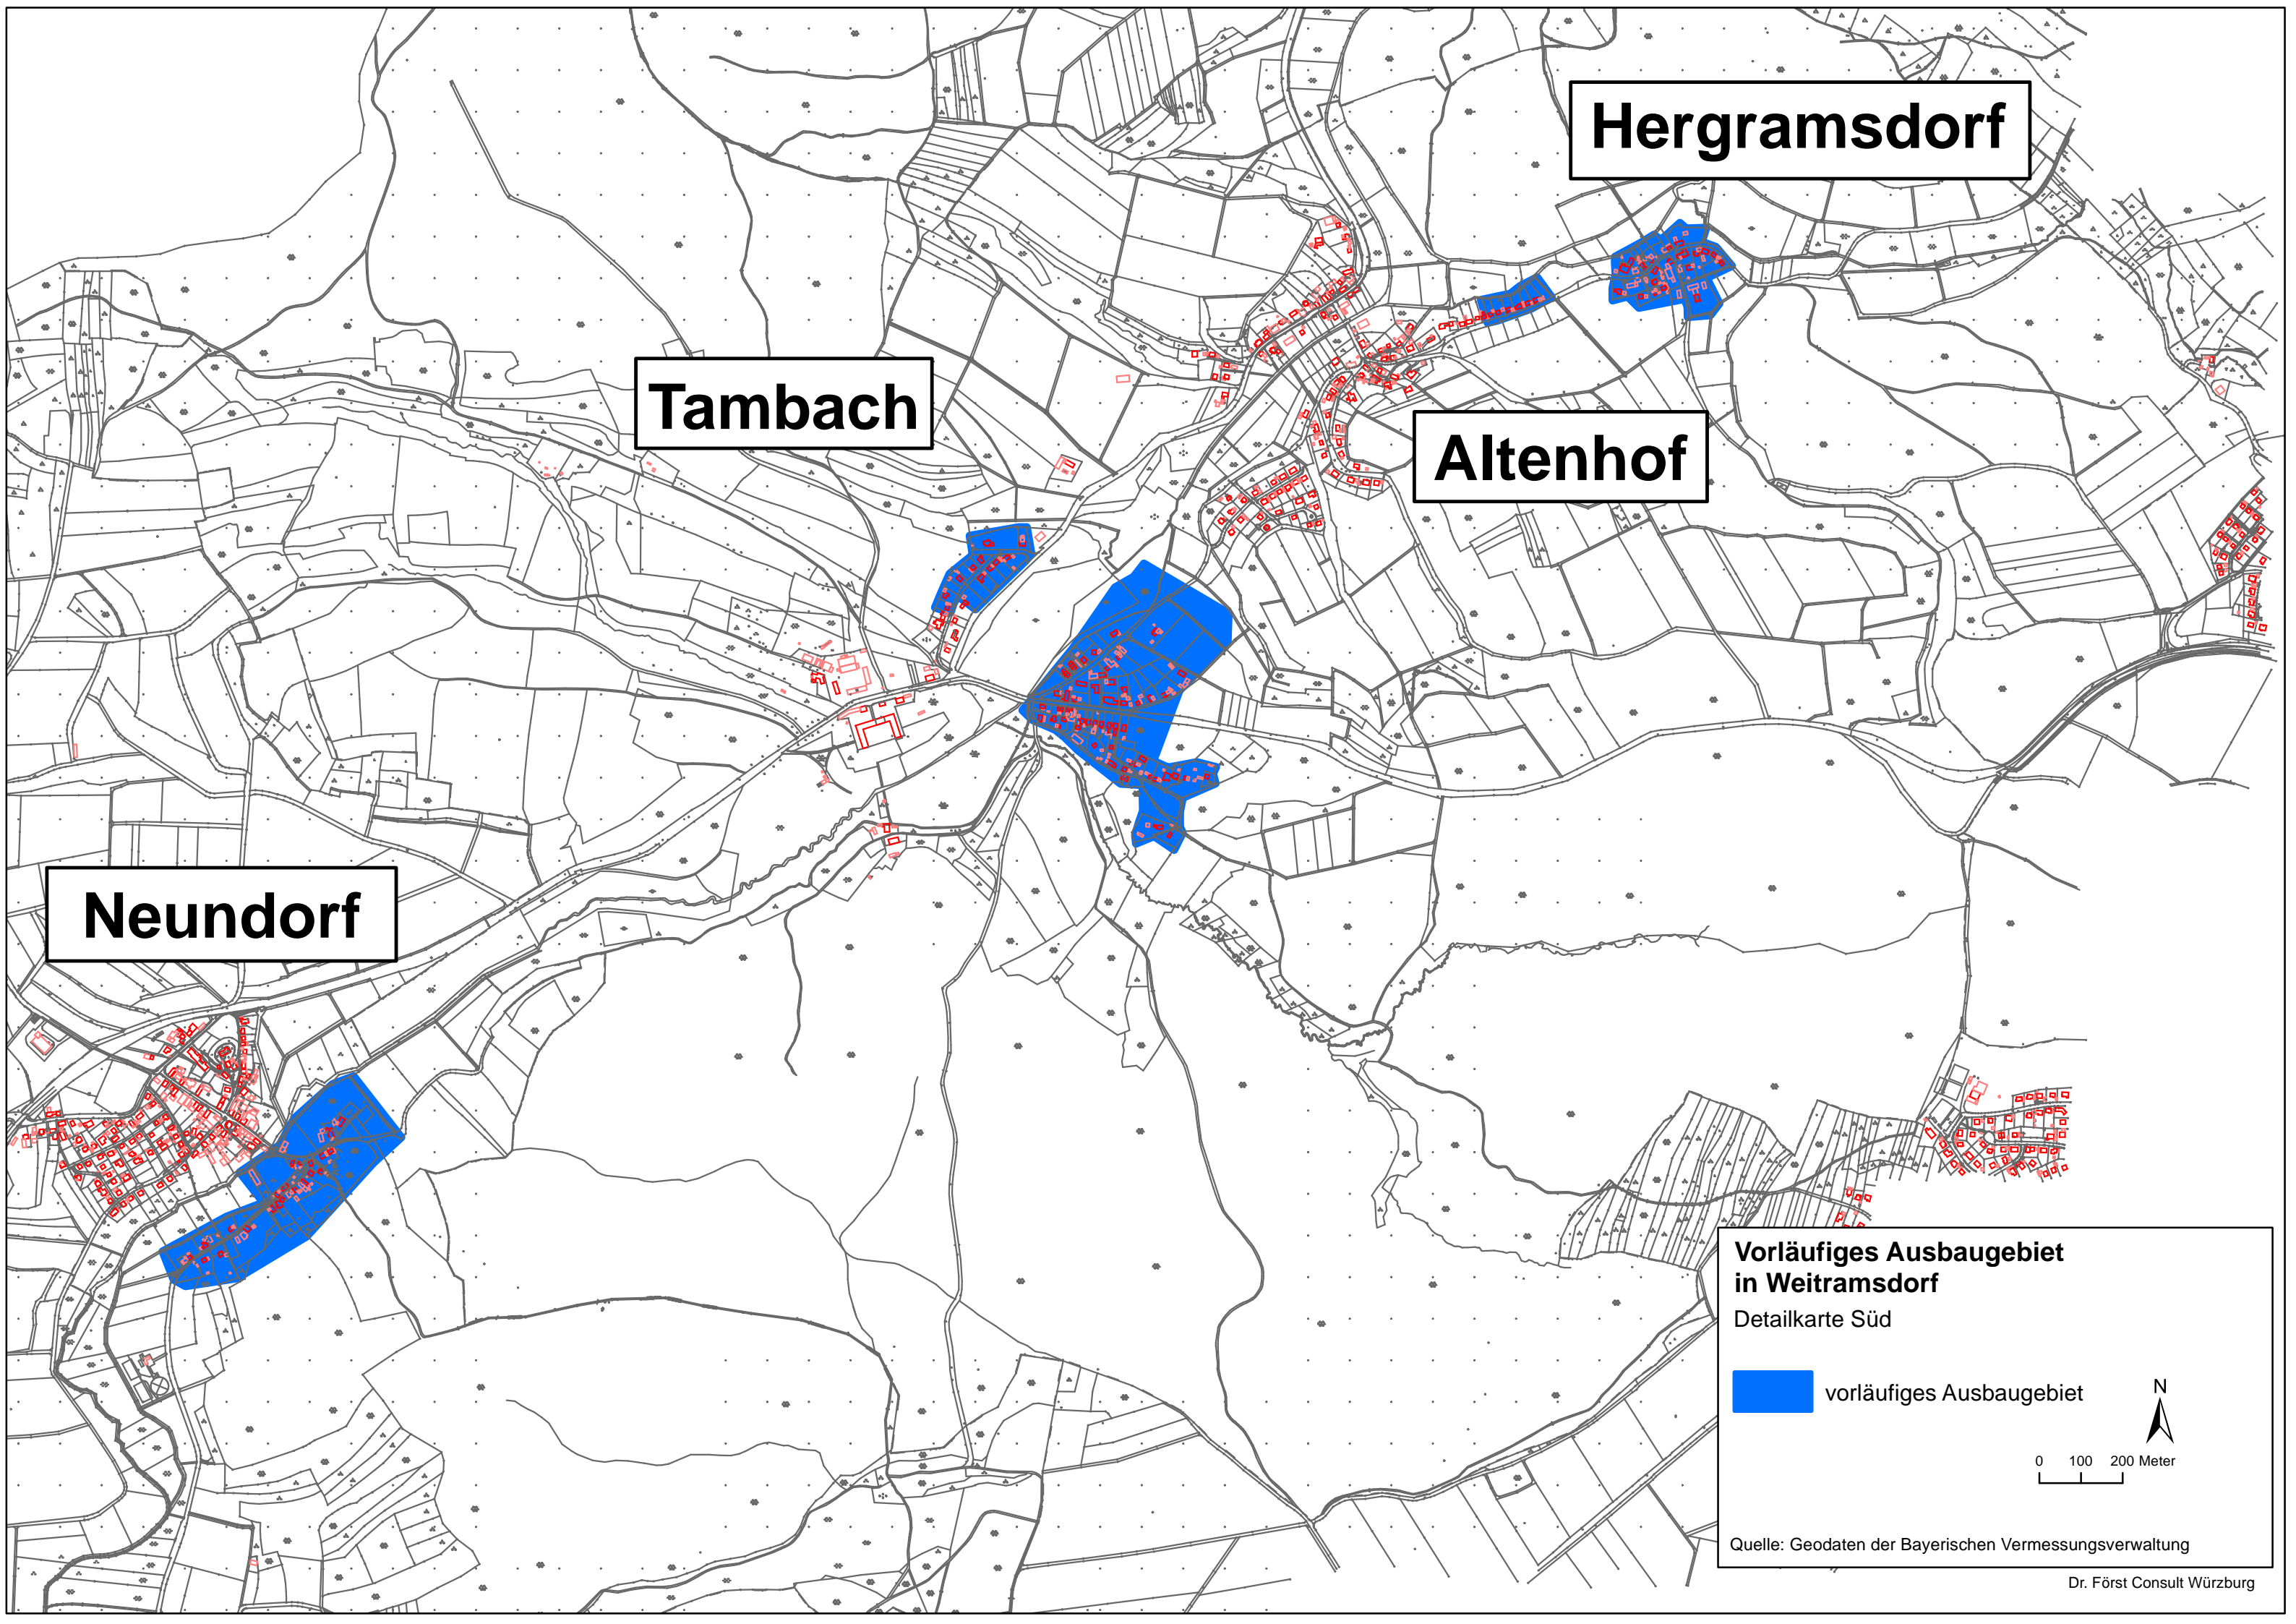 Hergramsdorf
Tambach
Altenhof
Neundorf
Vorläufiges Ausbaugebiet
in Weitramsdorf
Detailkarte Süd
vorläufiges Ausbaugebiet
N
0 100 200 Meter
Quelle: Geodaten der Bayerischen Vermessungsverwaltung
Dr. Först Consult Würzburg